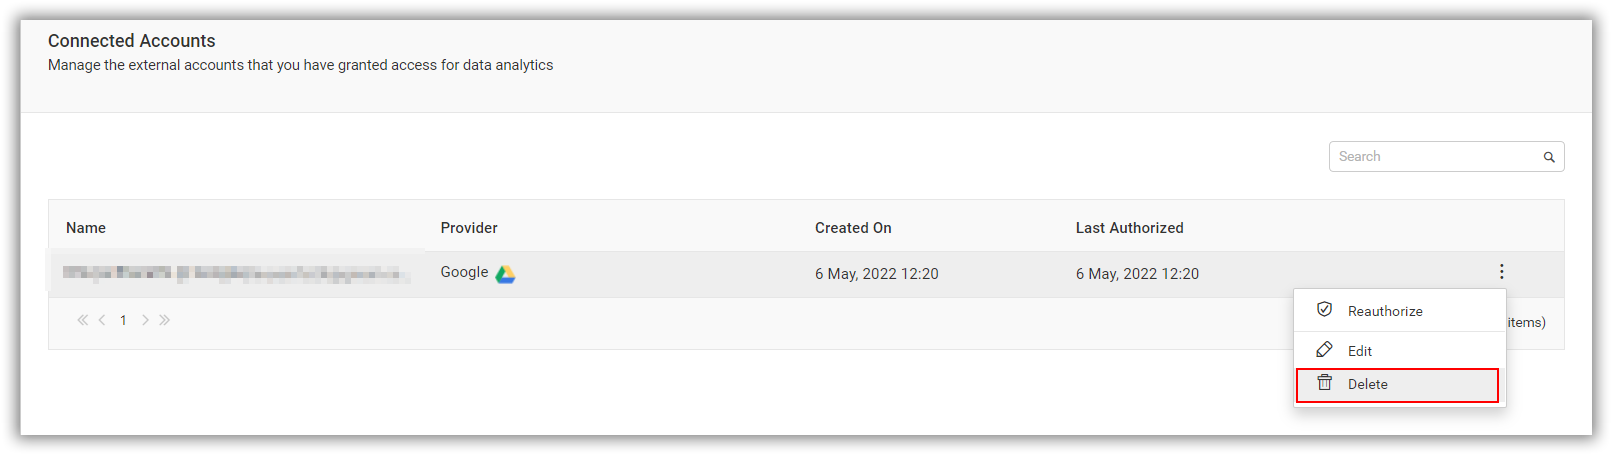 Connected Accounts
Manage the external accounts that you have granted access for data analytics
Search
Name Provider Created On Last Authorized
Google 6 May, 2022 12:20 6 May, 2022 12:20
1 items)
Reauthorize
Edit
Delete